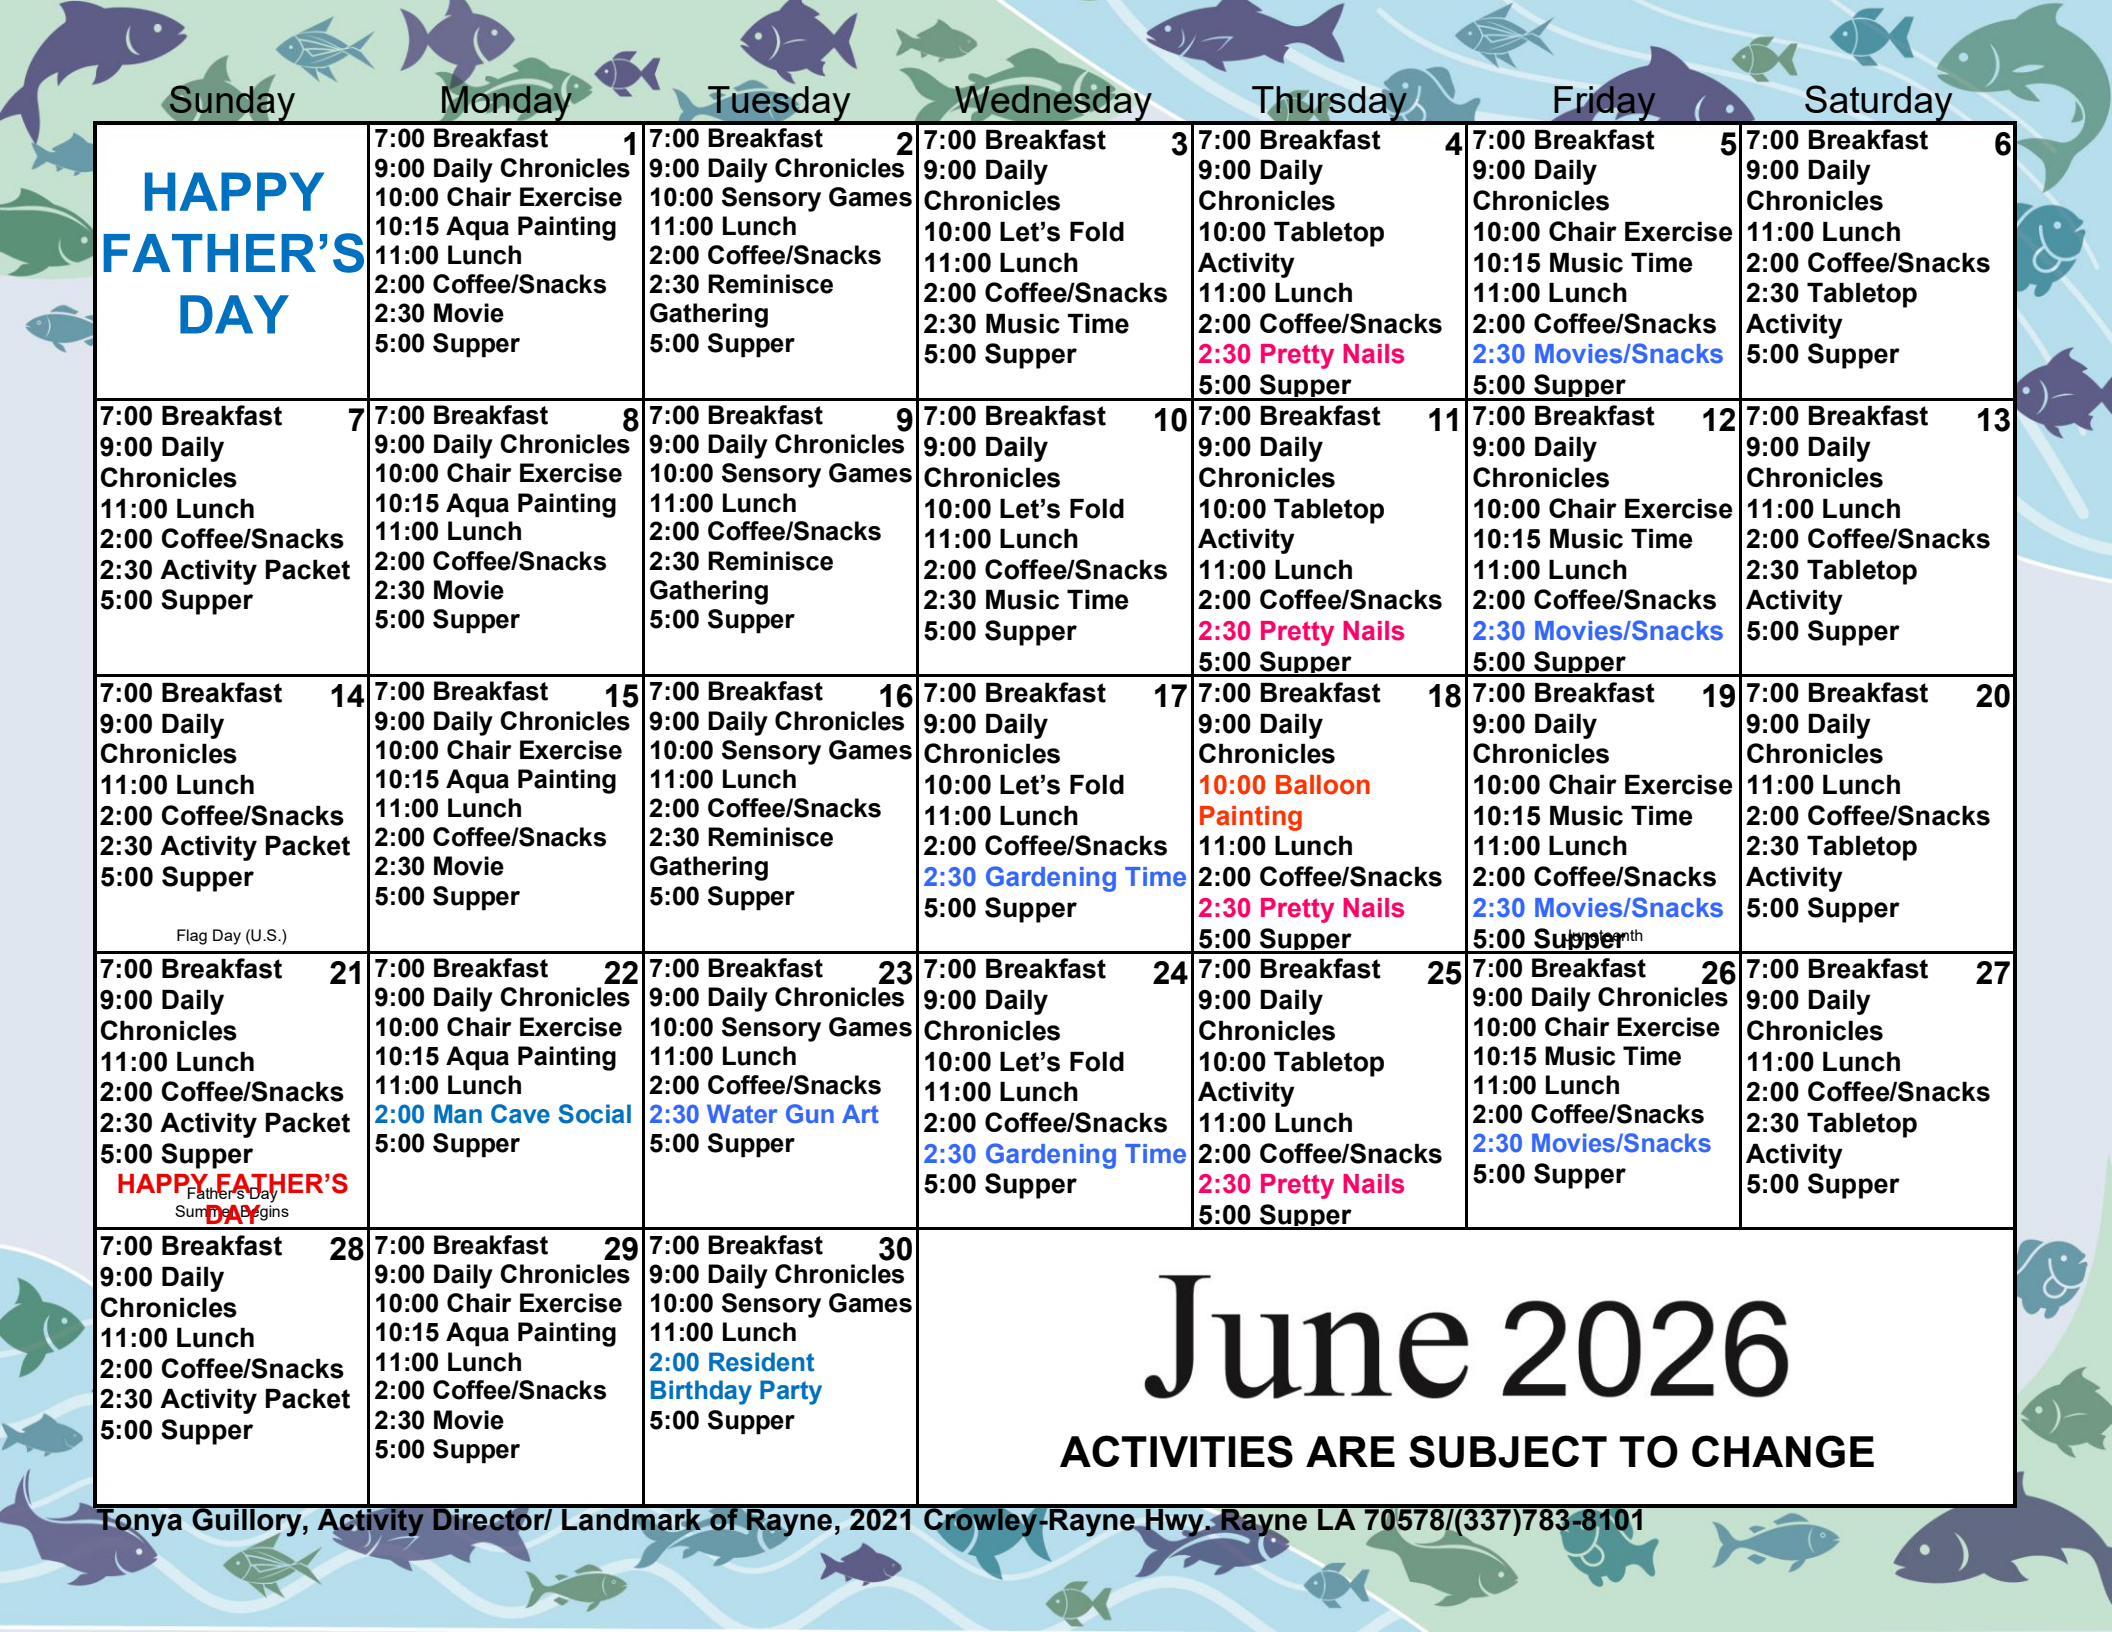 Sunday Monday Tuesday Wednesday Thursday Friday Saturday
HAPPY
FATHER’S
DAY
7:00 Breakfast 1
9:00 Daily Chronicles
10:00 Chair Exercise
10:15 Aqua Painting
11:00 Lunch
2:00 Coffee/Snacks
2:30 Movie
5:00 Supper
7:00 Breakfast 2
9:00 Daily Chronicles
10:00 Sensory Games
11:00 Lunch
2:00 Coffee/Snacks
2:30 Reminisce
Gathering
5:00 Supper
7:00 Breakfast 3
9:00 Daily
Chronicles
10:00 Let’s Fold
11:00 Lunch
2:00 Coffee/Snacks
2:30 Music Time
5:00 Supper
7:00 Breakfast 4
9:00 Daily
Chronicles
10:00 Tabletop
Activity
11:00 Lunch
2:00 Coffee/Snacks
2:30 Pretty Nails
5:00 Supper
7:00 Breakfast 5
9:00 Daily
Chronicles
10:00 Chair Exercise
10:15 Music Time
11:00 Lunch
2:00 Coffee/Snacks
2:30 Movies/Snacks
5:00 Supper
7:00 Breakfast 6
9:00 Daily
Chronicles
11:00 Lunch
2:00 Coffee/Snacks
2:30 Tabletop
Activity
5:00 Supper
7:00 Breakfast 7
9:00 Daily
Chronicles
11:00 Lunch
2:00 Coffee/Snacks
2:30 Activity Packet
5:00 Supper
7:00 Breakfast 8
9:00 Daily Chronicles
10:00 Chair Exercise
10:15 Aqua Painting
11:00 Lunch
2:00 Coffee/Snacks
2:30 Movie
5:00 Supper
7:00 Breakfast 9
9:00 Daily Chronicles
10:00 Sensory Games
11:00 Lunch
2:00 Coffee/Snacks
2:30 Reminisce
Gathering
5:00 Supper
7:00 Breakfast 10
9:00 Daily
Chronicles
10:00 Let’s Fold
11:00 Lunch
2:00 Coffee/Snacks
2:30 Music Time
5:00 Supper
7:00 Breakfast 11
9:00 Daily
Chronicles
10:00 Tabletop
Activity
11:00 Lunch
2:00 Coffee/Snacks
2:30 Pretty Nails
5:00 Supper
7:00 Breakfast 12
9:00 Daily
Chronicles
10:00 Chair Exercise
10:15 Music Time
11:00 Lunch
2:00 Coffee/Snacks
2:30 Movies/Snacks
5:00 Supper
7:00 Breakfast 13
9:00 Daily
Chronicles
11:00 Lunch
2:00 Coffee/Snacks
2:30 Tabletop
Activity
5:00 Supper
7:00 Breakfast 14
9:00 Daily
Chronicles
11:00 Lunch
2:00 Coffee/Snacks
2:30 Activity Packet
5:00 Supper
Flag Day (U.S.)
7:00 Breakfast 15
9:00 Daily Chronicles
10:00 Chair Exercise
10:15 Aqua Painting
11:00 Lunch
2:00 Coffee/Snacks
2:30 Movie
5:00 Supper
7:00 Breakfast 16
9:00 Daily Chronicles
10:00 Sensory Games
11:00 Lunch
2:00 Coffee/Snacks
2:30 Reminisce
Gathering
5:00 Supper
7:00 Breakfast 17
9:00 Daily
Chronicles
10:00 Let’s Fold
11:00 Lunch
2:00 Coffee/Snacks
2:30 Gardening Time
5:00 Supper
7:00 Breakfast 18
9:00 Daily
Chronicles
10:00 Balloon
Painting
11:00 Lunch
2:00 Coffee/Snacks
2:30 Pretty Nails
5:00 Supper
7:00 Breakfast 19
9:00 Daily
Chronicles
10:00 Chair Exercise
10:15 Music Time
11:00 Lunch
2:00 Coffee/Snacks
2:30 Movies/Snacks
5:00 Supper
Juneteenth
7:00 Breakfast 20
9:00 Daily
Chronicles
11:00 Lunch
2:00 Coffee/Snacks
2:30 Tabletop
Activity
5:00 Supper
7:00 Breakfast 21
9:00 Daily
Chronicles
11:00 Lunch
2:00 Coffee/Snacks
2:30 Activity Packet
5:00 Supper
HAPPY FATHER’S
DAY
Father's Day
Summer Begins
7:00 Breakfast 22
9:00 Daily Chronicles
10:00 Chair Exercise
10:15 Aqua Painting
11:00 Lunch
2:00 Man Cave Social
5:00 Supper
7:00 Breakfast 23
9:00 Daily Chronicles
10:00 Sensory Games
11:00 Lunch
2:00 Coffee/Snacks
2:30 Water Gun Art
5:00 Supper
7:00 Breakfast 24
9:00 Daily
Chronicles
10:00 Let’s Fold
11:00 Lunch
2:00 Coffee/Snacks
2:30 Gardening Time
5:00 Supper
7:00 Breakfast 25
9:00 Daily
Chronicles
10:00 Tabletop
Activity
11:00 Lunch
2:00 Coffee/Snacks
2:30 Pretty Nails
5:00 Supper
7:00 Breakfast 26
9:00 Daily Chronicles
10:00 Chair Exercise
10:15 Music Time
11:00 Lunch
2:00 Coffee/Snacks
2:30 Movies/Snacks
5:00 Supper
7:00 Breakfast 27
9:00 Daily
Chronicles
11:00 Lunch
2:00 Coffee/Snacks
2:30 Tabletop
Activity
5:00 Supper
7:00 Breakfast 28
9:00 Daily
Chronicles
11:00 Lunch
2:00 Coffee/Snacks
2:30 Activity Packet
5:00 Supper
7:00 Breakfast 29
9:00 Daily Chronicles
10:00 Chair Exercise
10:15 Aqua Painting
11:00 Lunch
2:00 Coffee/Snacks
2:30 Movie
5:00 Supper
7:00 Breakfast 30
9:00 Daily Chronicles
10:00 Sensory Games
11:00 Lunch
2:00 Resident
Birthday Party
5:00 Supper
June 2026
ACTIVITIES ARE SUBJECT TO CHANGE
Tonya Guillory, Activity Director/ Landmark of Rayne, 2021 Crowley-Rayne Hwy. Rayne LA 70578/(337)783-8101